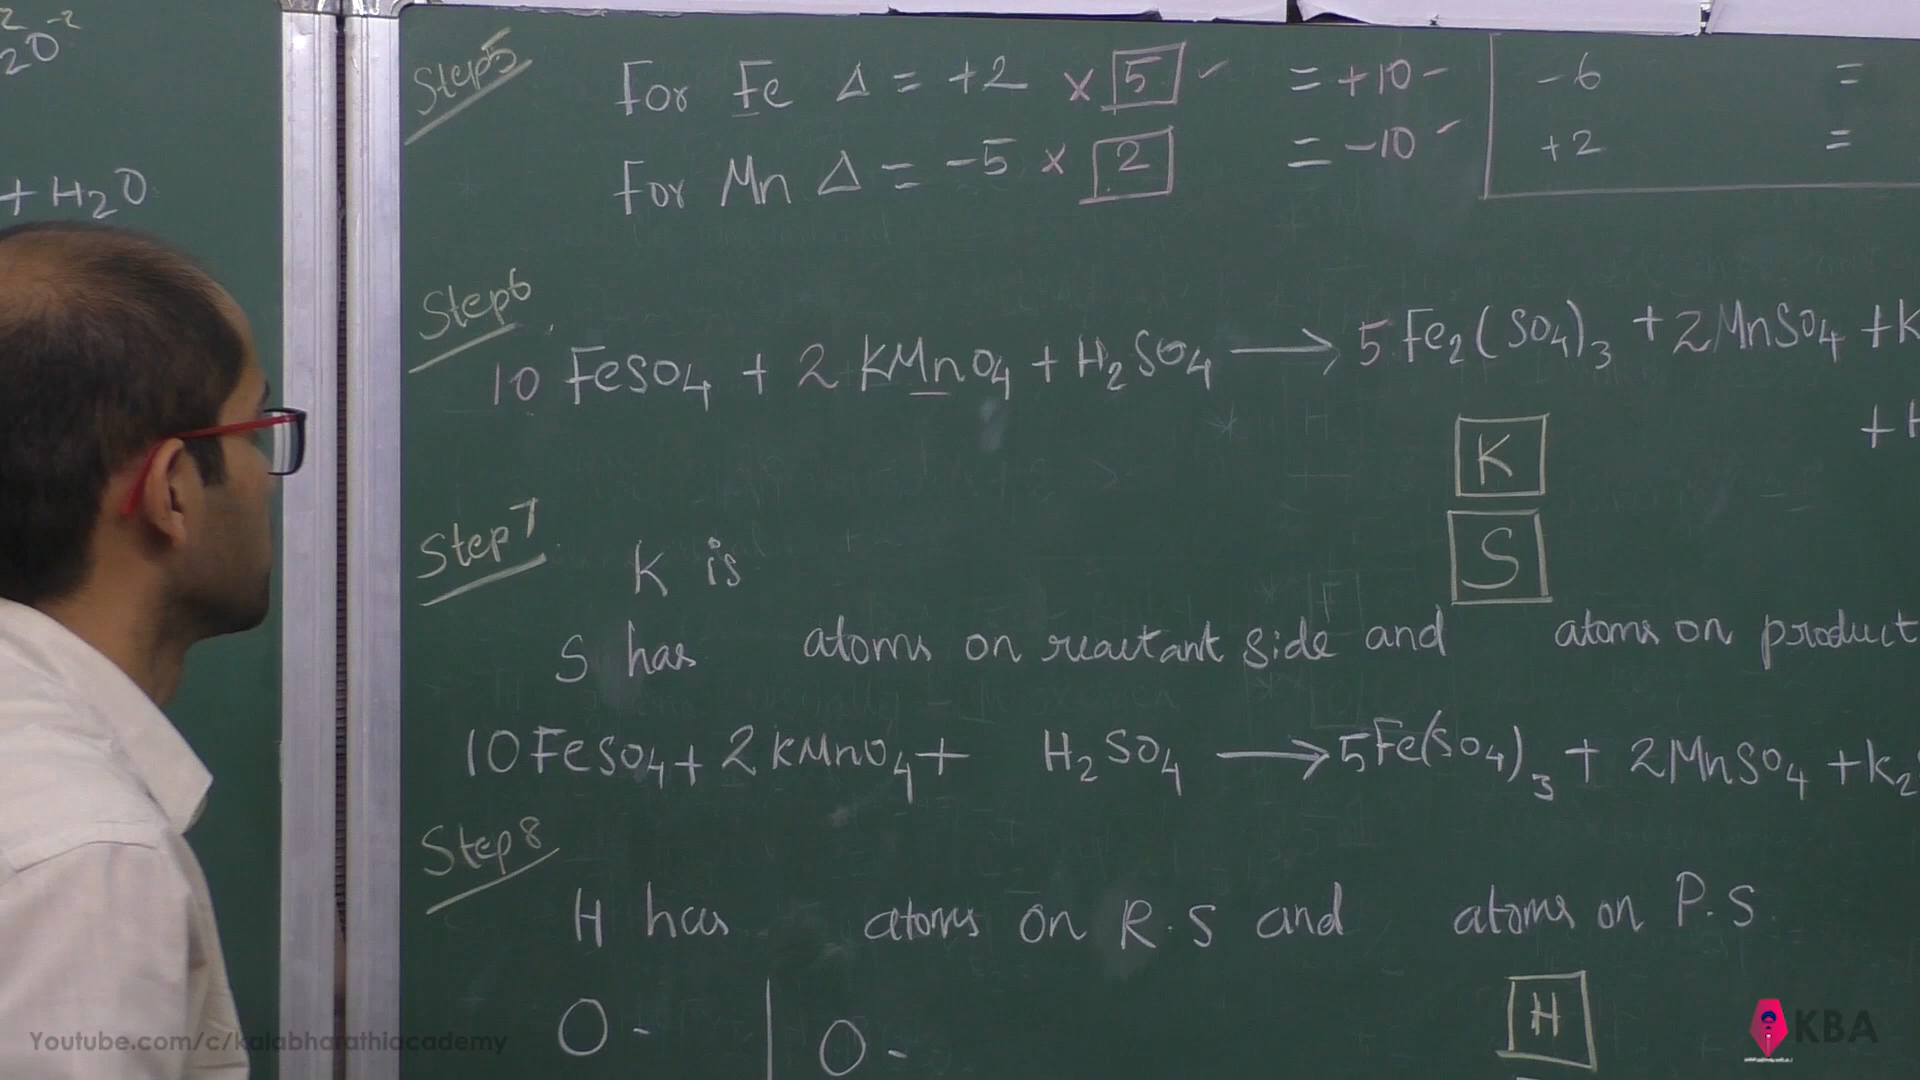 2 -2
2O
+ H2O
Step5
For Fe Δ = +2 × 5 ✓ = +10 -
For Mn Δ = -5 × 2 = -10 -
-6 =
+2 =
Step6
10 FeSO4 + 2 KMnO4 + H2SO4 → 5 Fe2(SO4)3 + 2MnSO4 + K
+ H
K
S
Step7
K is
S has atoms on reactant side and atoms on product
10FeSO4 + 2KMnO4 + H2SO4 → 5Fe(SO4)3 + 2MnSO4 + K2
Step8
H has atoms on R.S and atoms on P.S.
H
O - | O -
Youtube.com/c/kalabharathiacademy
KBA